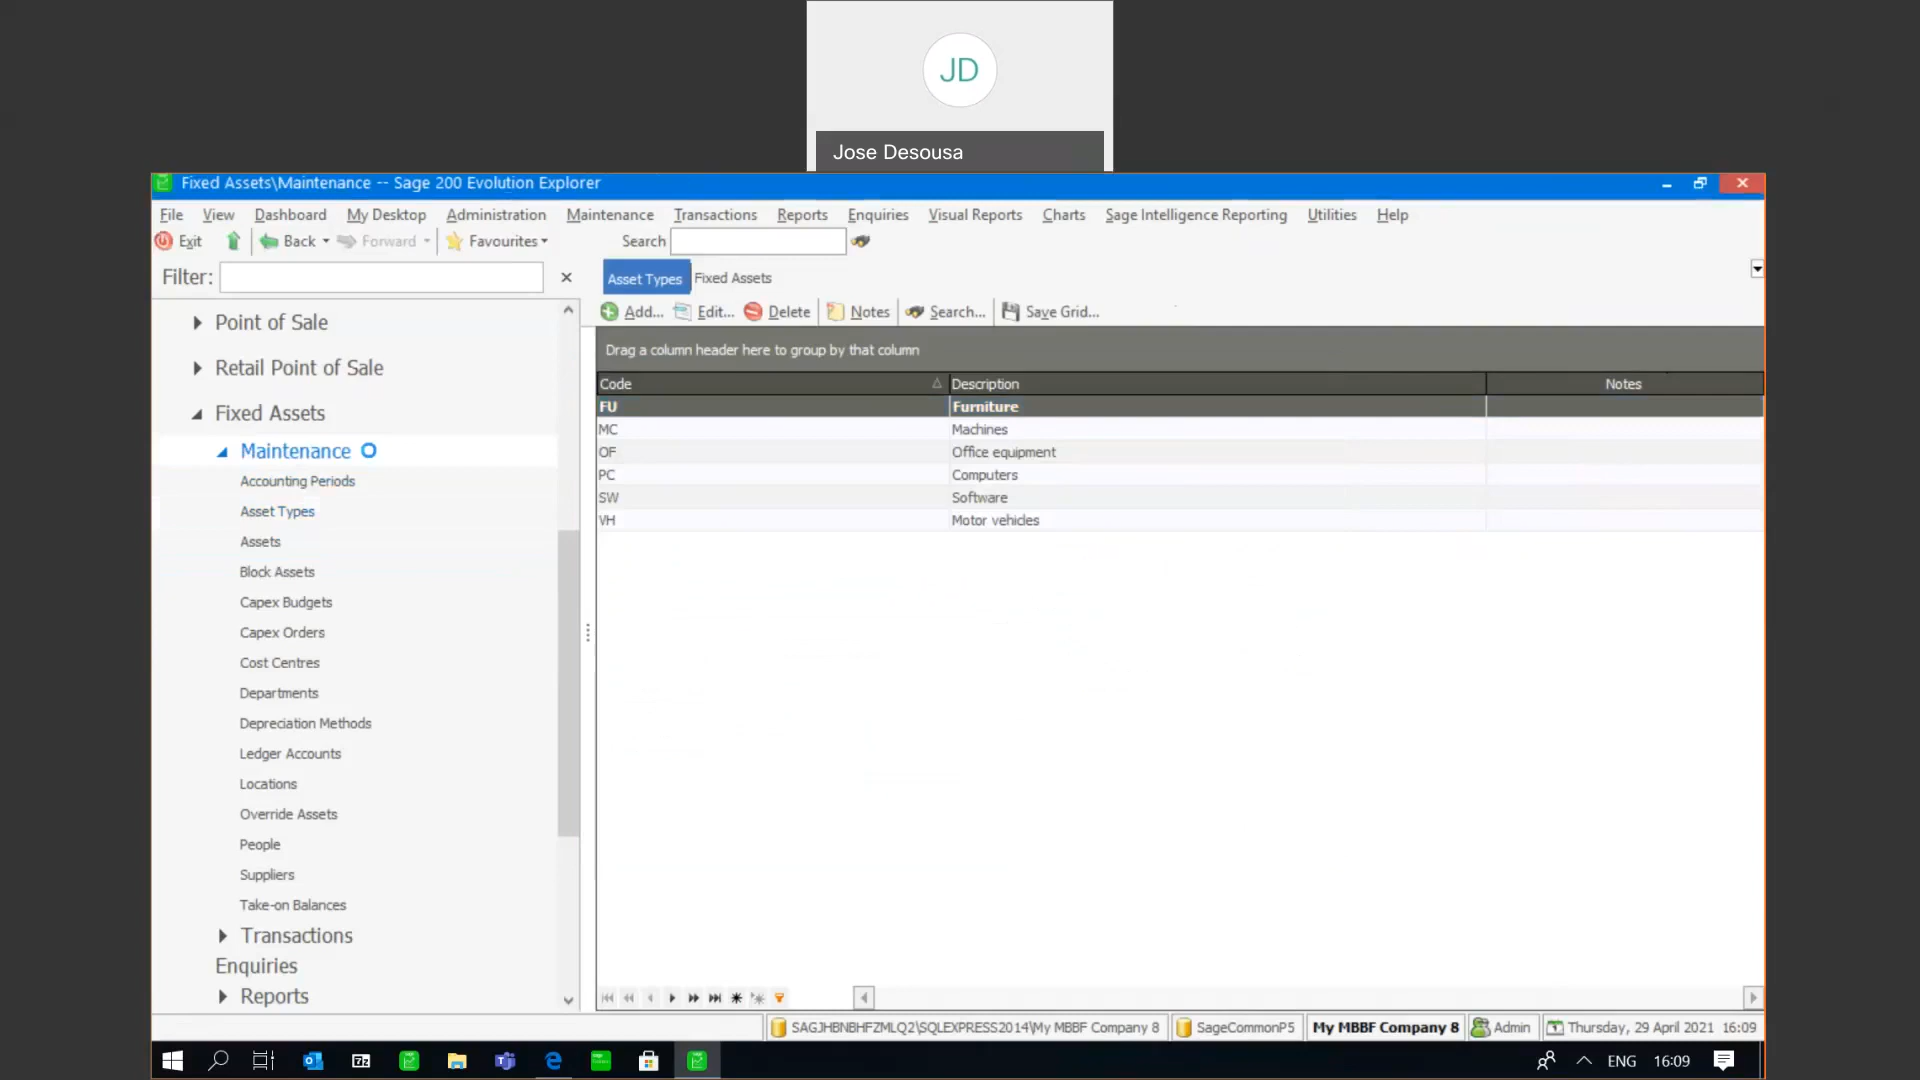 JD
Jose Desousa
Fixed Assets\Maintenance -- Sage 200 Evolution Explorer
File View Dashboard My Desktop Administration Maintenance Transactions Reports Enquiries Visual Reports Charts Sage Intelligence Reporting Utilities Help
Exit Back Forward Favourites Search
Filter:
Asset Types Fixed Assets
Add... Edit... Delete Notes Search... Save Grid...
Drag a column header here to group by that column
Code Description Notes
FU Furniture
MC Machines
OF Office equipment
PC Computers
SW Software
VH Motor vehicles
Point of Sale
Retail Point of Sale
Fixed Assets
Maintenance
Accounting Periods
Asset Types
Assets
Block Assets
Capex Budgets
Capex Orders
Cost Centres
Departments
Depreciation Methods
Ledger Accounts
Locations
Override Assets
People
Suppliers
Take-on Balances
Transactions
Enquiries
Reports
SAGJHBNBHFZMLQ2\SQLEXPRESS2014\My MBBF Company 8 SageCommonP5 My MBBF Company 8 Admin Thursday, 29 April 2021 16:09
ENG 16:09